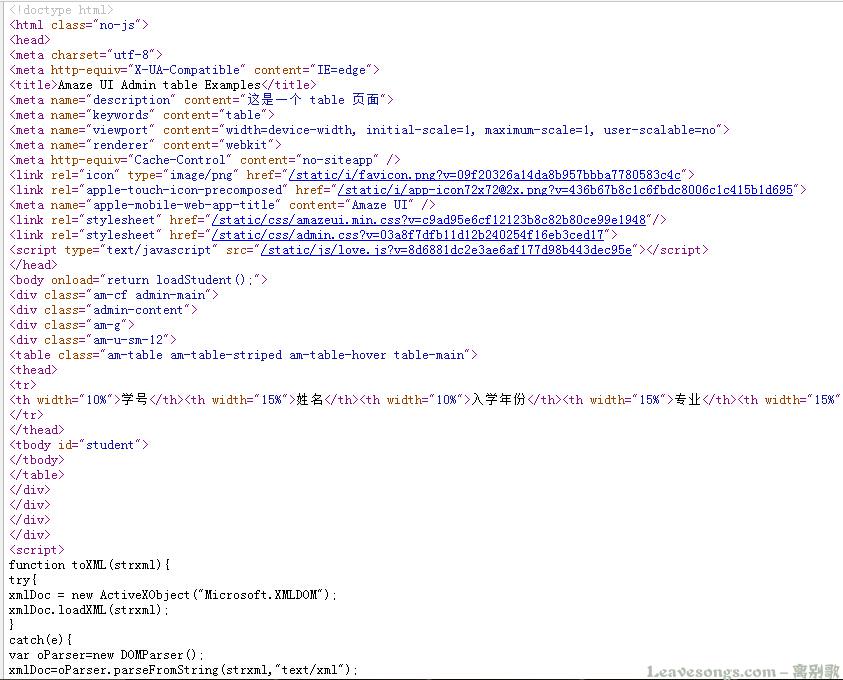 <!doctype html>
<html class="no-js">
<head>
<meta charset="utf-8">
<meta http-equiv="X-UA-Compatible" content="IE=edge">
<title>Amaze UI Admin table Examples</title>
<meta name="description" content="这是一个 table 页面">
<meta name="keywords" content="table">
<meta name="viewport" content="width=device-width, initial-scale=1, maximum-scale=1, user-scalable=no">
<meta name="renderer" content="webkit">
<meta http-equiv="Cache-Control" content="no-siteapp" />
<link rel="icon" type="image/png" href="/static/i/favicon.png?v=09f20326a14da8b957bbba7780583c4c">
<link rel="apple-touch-icon-precomposed" href="/static/i/app-icon72x72@2x.png?v=436b67b8c1c6fbdc8006c1c415b1d695">
<meta name="apple-mobile-web-app-title" content="Amaze UI" />
<link rel="stylesheet" href="/static/css/amazeui.min.css?v=c9ad95e6cf12123b8c82b80ce99e1948"/>
<link rel="stylesheet" href="/static/css/admin.css?v=03a8f7dfb11d12b240254f16eb3ced17">
<script type="text/javascript" src="/static/js/love.js?v=8d6881dc2e3ae6af177d98b443dec95e"></script>
</head>
<body onload="return loadStudent();">
<div class="am-cf admin-main">
<div class="admin-content">
<div class="am-g">
<div class="am-u-sm-12">
<table class="am-table am-table-striped am-table-hover table-main">
<thead>
<tr>
<th width="10%">学号</th><th width="15%">姓名</th><th width="10%">入学年份</th><th width="15%">专业</th><th width="15%"
</tr>
</thead>
<tbody id="student">
</tbody>
</table>
</div>
</div>
</div>
</div>
<script>
function toXML(strxml){
try{
xmlDoc = new ActiveXObject("Microsoft.XMLDOM");
xmlDoc.loadXML(strxml);
}
catch(e){
var oParser=new DOMParser();
xmlDoc=oParser.parseFromString(strxml,"text/xml");
Leavesongs.com - 离别歌